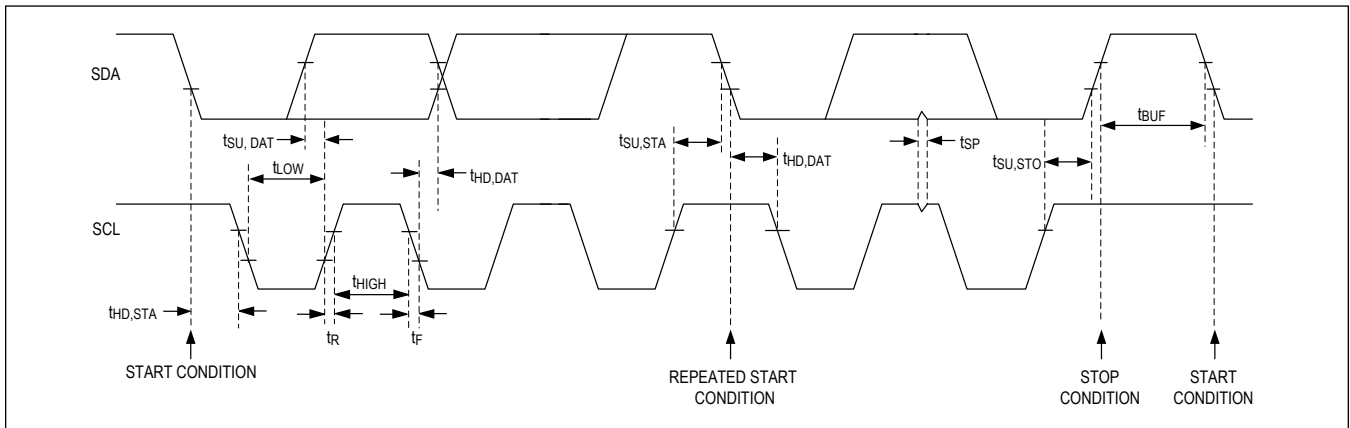 SDA
tSU, DAT
tLOW
tHD,DAT
tSU,STA
tHD,DAT
tSP
tSU,STO
tBUF
SCL
tHIGH
tHD,STA
tR
tF
START CONDITION
REPEATED START
CONDITION
STOP
CONDITION
START
CONDITION